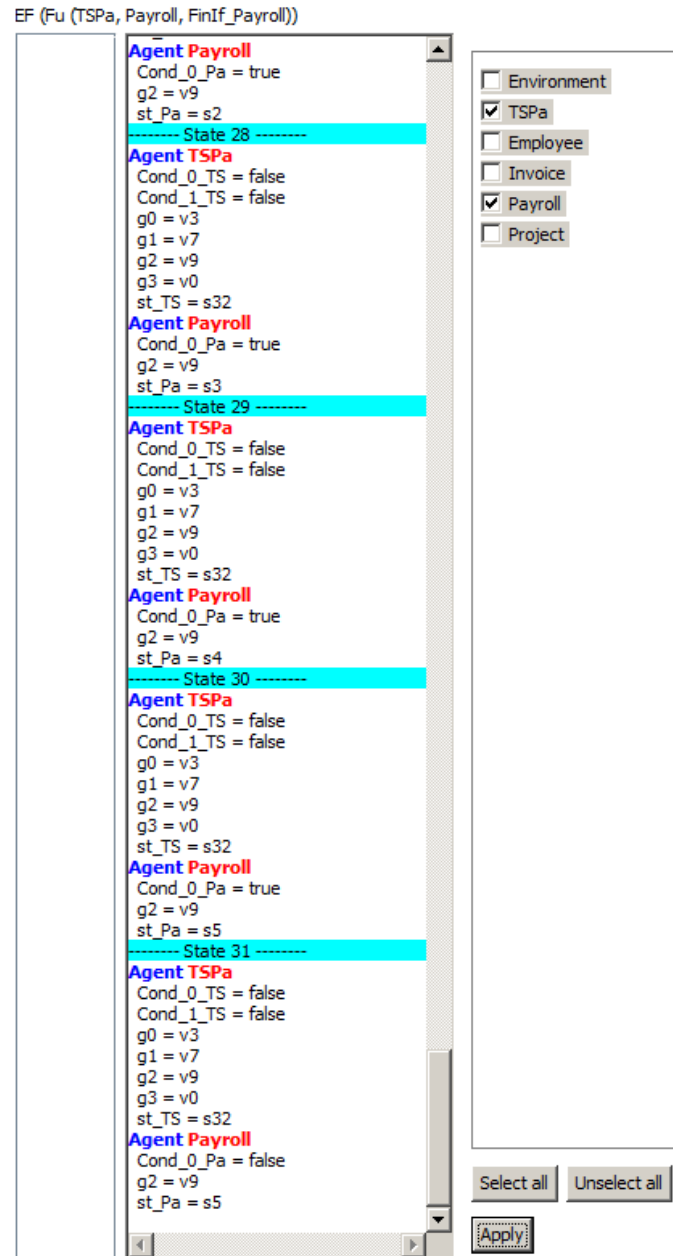 EF (Fu (TSPa, Payroll, FinIf_Payroll))
Agent Payroll
Cond_0_Pa = true
g2 = v9
st_Pa = s2
-------- State 28 --------
Agent TSPa
Cond_0_TS = false
Cond_1_TS = false
g0 = v3
g1 = v7
g2 = v9
g3 = v0
st_TS = s32
Agent Payroll
Cond_0_Pa = true
g2 = v9
st_Pa = s3
-------- State 29 --------
Agent TSPa
Cond_0_TS = false
Cond_1_TS = false
g0 = v3
g1 = v7
g2 = v9
g3 = v0
st_TS = s32
Agent Payroll
Cond_0_Pa = true
g2 = v9
st_Pa = s4
-------- State 30 --------
Agent TSPa
Cond_0_TS = false
Cond_1_TS = false
g0 = v3
g1 = v7
g2 = v9
g3 = v0
st_TS = s32
Agent Payroll
Cond_0_Pa = true
g2 = v9
st_Pa = s5
-------- State 31 --------
Agent TSPa
Cond_0_TS = false
Cond_1_TS = false
g0 = v3
g1 = v7
g2 = v9
g3 = v0
st_TS = s32
Agent Payroll
Cond_0_Pa = false
g2 = v9
st_Pa = s5
Environment
TSPa
Employee
Invoice
Payroll
Project
Select all Unselect all
Apply